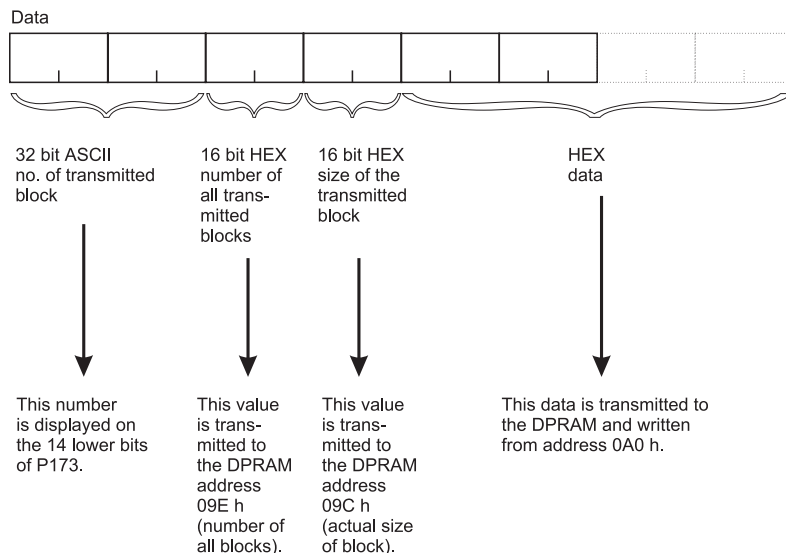 Data
32 bit ASCII
no. of transmitted
block
16 bit HEX
number of
all trans-
mitted
blocks
16 bit HEX
size of the
transmitted
block
HEX
data
This number
is displayed on
the 14 lower bits
of P173.
This value
is trans-
mitted to
the DPRAM
address
09E h
(number of
all blocks).
This value
is trans-
mitted to
the DPRAM
address
09C h
(actual size
of block).
This data is transmitted to
the DPRAM and written
from address 0A0 h.